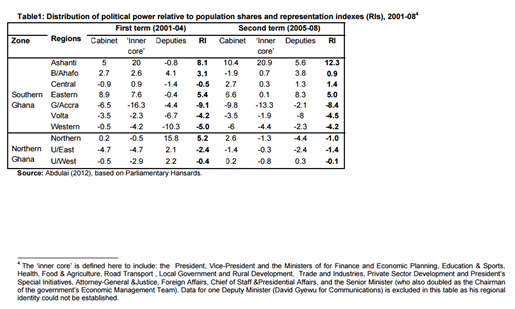 Table1: Distribution of political power relative to population shares and representation indexes (RIs), 2001-08⁴
First term (2001-04) Second term (2005-08)
Zone Regions Cabinet 'Inner core' Deputies RI Cabinet 'Inner core' Deputies RI
Ashanti 5 20 -0.8 8.1 10.4 20.9 5.6 12.3
B/Ahafo 2.7 2.6 4.1 3.1 -1.9 0.7 3.8 0.9
Central -0.9 0.9 -1.4 -0.5 2.7 0.3 1.3 1.4
Southern Ghana Eastern 8.9 7.6 -0.4 5.4 6.6 0.1 8.3 5.0
G/Accra -6.5 -16.3 -4.4 -9.1 -9.8 -13.3 -2.1 -8.4
Volta -3.5 -2.3 -6.7 -4.2 -3.5 -1.9 -8 -4.5
Western -0.5 -4.2 -10.3 -5.0 -6 -4.4 -2.3 -4.2
Northern 0.2 -0.5 15.8 5.2 2.6 -1.3 -4.4 -1.0
Northern Ghana U/East -4.7 -4.7 2.1 -2.4 -1.4 -0.3 -2.4 -1.4
U/West -0.5 -2.9 2.2 -0.4 0.2 -0.8 0.3 -0.1
Source: Abdulai (2012), based on Parliamentary Hansards.
⁴ The 'inner core' is defined here to include: the President, Vice-President and the Ministers of for Finance and Economic Planning, Education & Sports,
Health, Food & Agriculture, Road Transport , Local Government and Rural Development, Trade and Industries, Private Sector Development and President's
Special Initiatives, Attorney-General &Justice, Foreign Affairs, Chief of Staff &Presidential Affairs, and the Senior Minister (who also doubled as the Chairman
of the government's Economic Management Team). Data for one Deputy Minister (David Gyewu for Communications) is excluded in this table as his regional
identity could not be established.